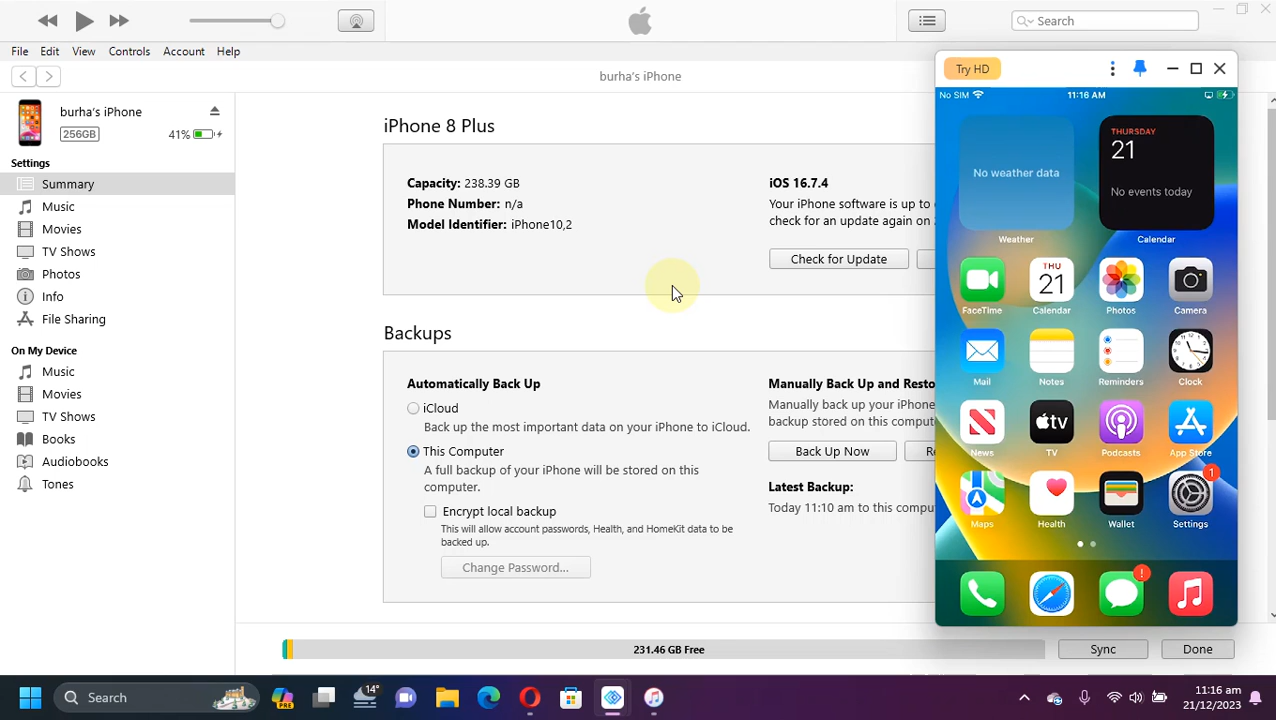 Search
File Edit View Controls Account Help
burha's iPhone
burha's iPhone
256GB
41%
Settings
Summary
Music
Movies
TV Shows
Photos
Info
File Sharing
On My Device
Music
Movies
TV Shows
Books
Audiobooks
Tones
iPhone 8 Plus
Capacity: 238.39 GB
Phone Number: n/a
Model Identifier: iPhone10,2
iOS 16.7.4
Your iPhone software is up to
check for an update again on
Check for Update
Backups
Automatically Back Up
iCloud
Back up the most important data on your iPhone to iCloud.
This Computer
A full backup of your iPhone will be stored on this
computer.
Encrypt local backup
This will allow account passwords, Health, and HomeKit data to be
backed up.
Change Password...
Manually Back Up and Resto
Manually back up your iPhone
backup stored on this computer
Back Up Now
Re
Latest Backup:
Today 11:10 am to this compu
231.46 GB Free
Sync
Done
Try HD
No SIM
11:16 AM
No weather data
Weather
THURSDAY
21
No events today
Calendar
FaceTime
THU
21
Calendar
Photos
Camera
Mail
Notes
Reminders
Clock
News
tv
TV
Podcasts
App Store
Maps
Health
Wallet
1
Settings
!
Search
PRE
14°
11:16 am
21/12/2023